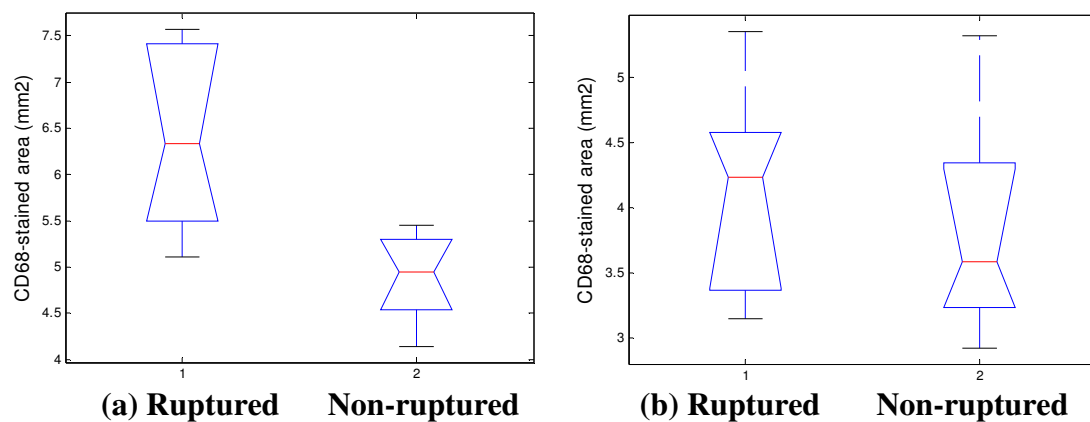 CD68-stained area (mm2)
7.5
7
6.5
6
5.5
5
4.5
4
1
2
(a) Ruptured
Non-ruptured
CD68-stained area (mm2)
5
4.5
4
3.5
3
1
2
(b) Ruptured
Non-ruptured